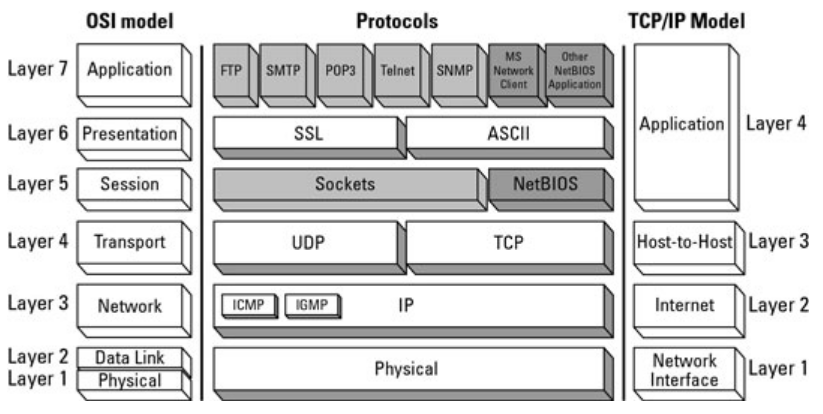 OSI model Protocols TCP/IP Model
Layer 7 Application FTP SMTP POP3 Telnet SNMP
MS
Network
Client
Other
NetBIOS
Application
Layer 6 Presentation SSL ASCII
Application Layer 4
Layer 5 Session Sockets NetBIOS
Layer 4 Transport UDP TCP Host-to-Host Layer 3
Layer 3 Network ICMP IGMP IP Internet Layer 2
Layer 2 Data Link
Layer 1 Physical
Physical
Network
Interface
Layer 1